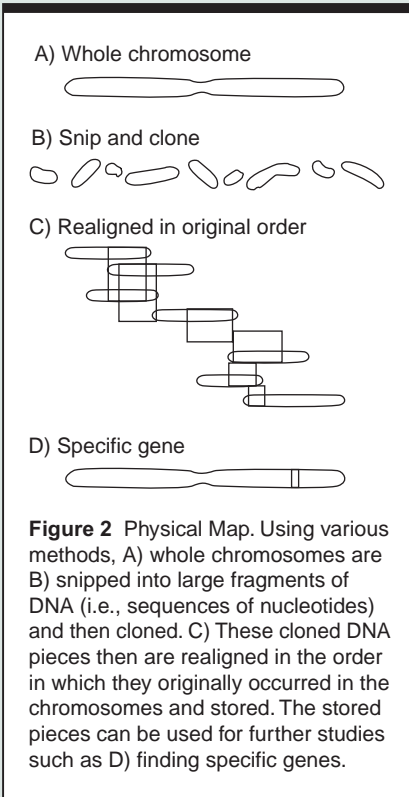 A) Whole chromosome
B) Snip and clone
C) Realigned in original order
D) Specific gene
Figure 2 Physical Map. Using various
methods, A) whole chromosomes are
B) snipped into large fragments of
DNA (i.e., sequences of nucleotides)
and then cloned. C) These cloned DNA
pieces then are realigned in the order
in which they originally occurred in the
chromosomes and stored. The stored
pieces can be used for further studies
such as D) finding specific genes.